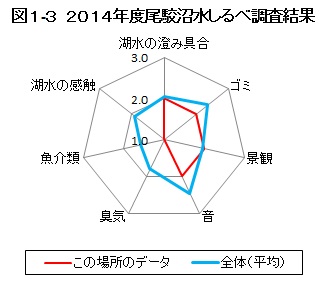 図1-3 2014年度尾駮沼水しるべ調査結果
湖水の澄み具合
3.0
湖水の感触
ゴミ
2.0
魚介類
1.0
景観
臭気
音
この場所のデータ
全体(平均)